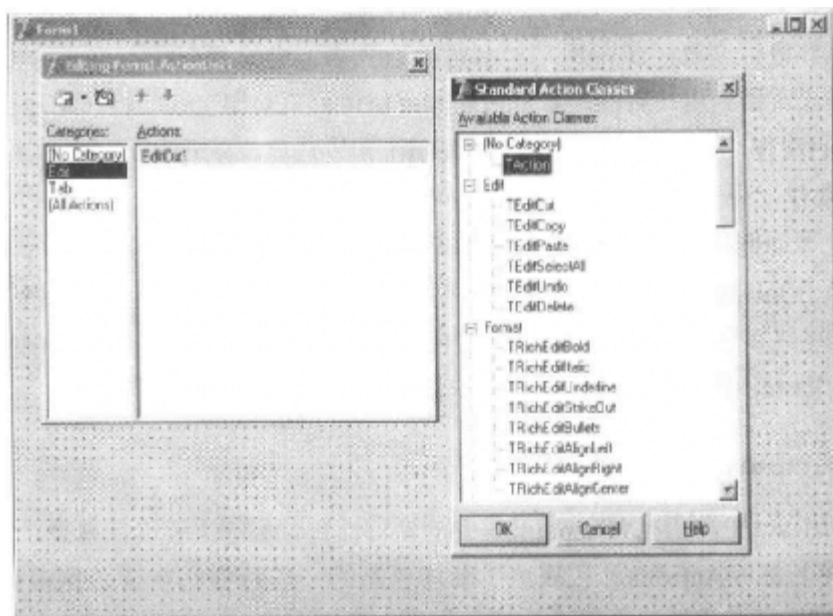 Form1
Editing Form1.ActionList1
Categories:
Actions:
(No Category)
Edit
Tab
(All Actions)
EditCut1
Standard Action Classes
Available Action Classes:
(No Category)
TAction
Edit
TEditCut
TEditCopy
TEditPaste
TEditSelectAll
TEditUndo
TEditDelete
Format
TRichEditBold
TRichEditItalic
TRichEditUnderline
TRichEditStrikeOut
TRichEditBullets
TRichEditAlignLeft
TRichEditAlignRight
TRichEditAlignCenter
OK
Cancel
Help